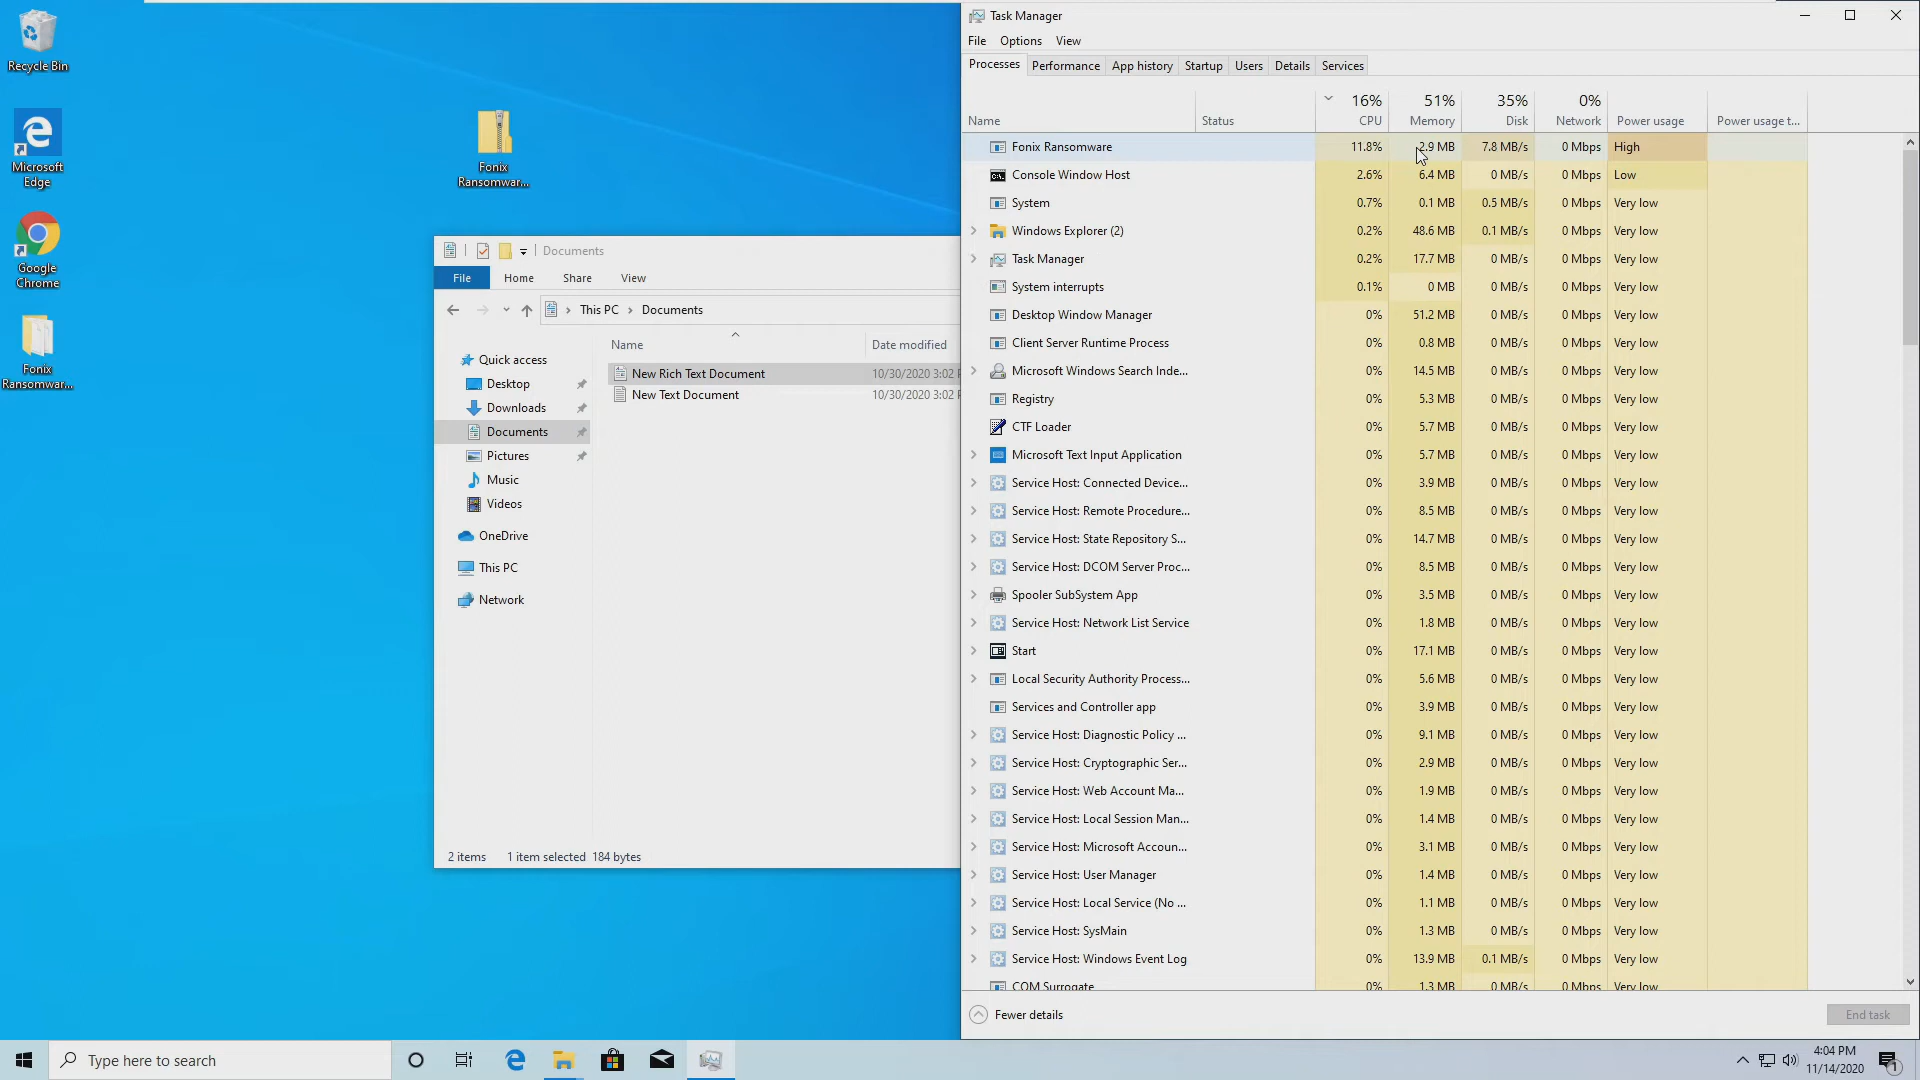 Recycle Bin
Microsoft
Edge
Google
Chrome
Fonix
Ransomwar...
Fonix
Ransomwar...
Documents
File Home Share View
This PC Documents
Name Date modified
Quick access
Desktop
Downloads
Documents
Pictures
Music
Videos
OneDrive
This PC
Network
New Rich Text Document 10/30/2020 3:02
New Text Document 10/30/2020 3:02
2 items 1 item selected 184 bytes
Task Manager
File Options View
Processes Performance App history Startup Users Details Services
16% 51% 35% 0%
Name Status CPU Memory Disk Network Power usage Power usage t...
Fonix Ransomware 11.8% 2.9 MB 7.8 MB/s 0 Mbps High
Console Window Host 2.6% 6.4 MB 0 MB/s 0 Mbps Low
System 0.7% 0.1 MB 0.5 MB/s 0 Mbps Very low
Windows Explorer (2) 0.2% 48.6 MB 0.1 MB/s 0 Mbps Very low
Task Manager 0.2% 17.7 MB 0 MB/s 0 Mbps Very low
System interrupts 0.1% 0 MB 0 MB/s 0 Mbps Very low
Desktop Window Manager 0% 51.2 MB 0 MB/s 0 Mbps Very low
Client Server Runtime Process 0% 0.8 MB 0 MB/s 0 Mbps Very low
Microsoft Windows Search Inde... 0% 14.5 MB 0 MB/s 0 Mbps Very low
Registry 0% 5.3 MB 0 MB/s 0 Mbps Very low
CTF Loader 0% 5.7 MB 0 MB/s 0 Mbps Very low
Microsoft Text Input Application 0% 5.7 MB 0 MB/s 0 Mbps Very low
Service Host: Connected Device... 0% 3.9 MB 0 MB/s 0 Mbps Very low
Service Host: Remote Procedure... 0% 8.5 MB 0 MB/s 0 Mbps Very low
Service Host: State Repository S... 0% 14.7 MB 0 MB/s 0 Mbps Very low
Service Host: DCOM Server Proc... 0% 8.5 MB 0 MB/s 0 Mbps Very low
Spooler SubSystem App 0% 3.5 MB 0 MB/s 0 Mbps Very low
Service Host: Network List Service 0% 1.8 MB 0 MB/s 0 Mbps Very low
Start 0% 17.1 MB 0 MB/s 0 Mbps Very low
Local Security Authority Process... 0% 5.6 MB 0 MB/s 0 Mbps Very low
Services and Controller app 0% 3.9 MB 0 MB/s 0 Mbps Very low
Service Host: Diagnostic Policy ... 0% 9.1 MB 0 MB/s 0 Mbps Very low
Service Host: Cryptographic Ser... 0% 2.9 MB 0 MB/s 0 Mbps Very low
Service Host: Web Account Ma... 0% 1.9 MB 0 MB/s 0 Mbps Very low
Service Host: Local Session Man... 0% 1.4 MB 0 MB/s 0 Mbps Very low
Service Host: Microsoft Accoun... 0% 3.1 MB 0 MB/s 0 Mbps Very low
Service Host: User Manager 0% 1.4 MB 0 MB/s 0 Mbps Very low
Service Host: Local Service (No ... 0% 1.1 MB 0 MB/s 0 Mbps Very low
Service Host: SysMain 0% 1.3 MB 0 MB/s 0 Mbps Very low
Service Host: Windows Event Log 0% 13.9 MB 0.1 MB/s 0 Mbps Very low
COM Surrogate 0% 1.3 MB 0 MB/s 0 Mbps Very low
Fewer details End task
Type here to search
4:04 PM
11/14/2020
1